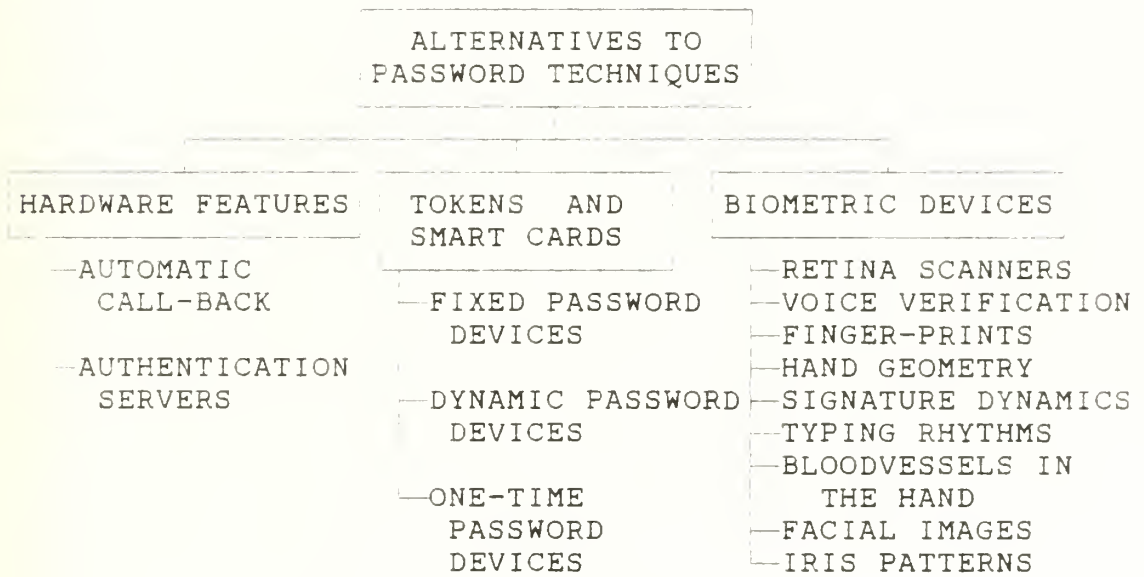 ALTERNATIVES TO
PASSWORD TECHNIQUES
HARDWARE FEATURES
AUTOMATIC
CALL-BACK
AUTHENTICATION
SERVERS
TOKENS AND
SMART CARDS
FIXED PASSWORD
DEVICES
DYNAMIC PASSWORD
DEVICES
ONE-TIME
PASSWORD
DEVICES
BIOMETRIC DEVICES
RETINA SCANNERS
VOICE VERIFICATION
FINGER-PRINTS
HAND GEOMETRY
SIGNATURE DYNAMICS
TYPING RHYTHMS
BLOODVESSELS IN
THE HAND
FACIAL IMAGES
IRIS PATTERNS